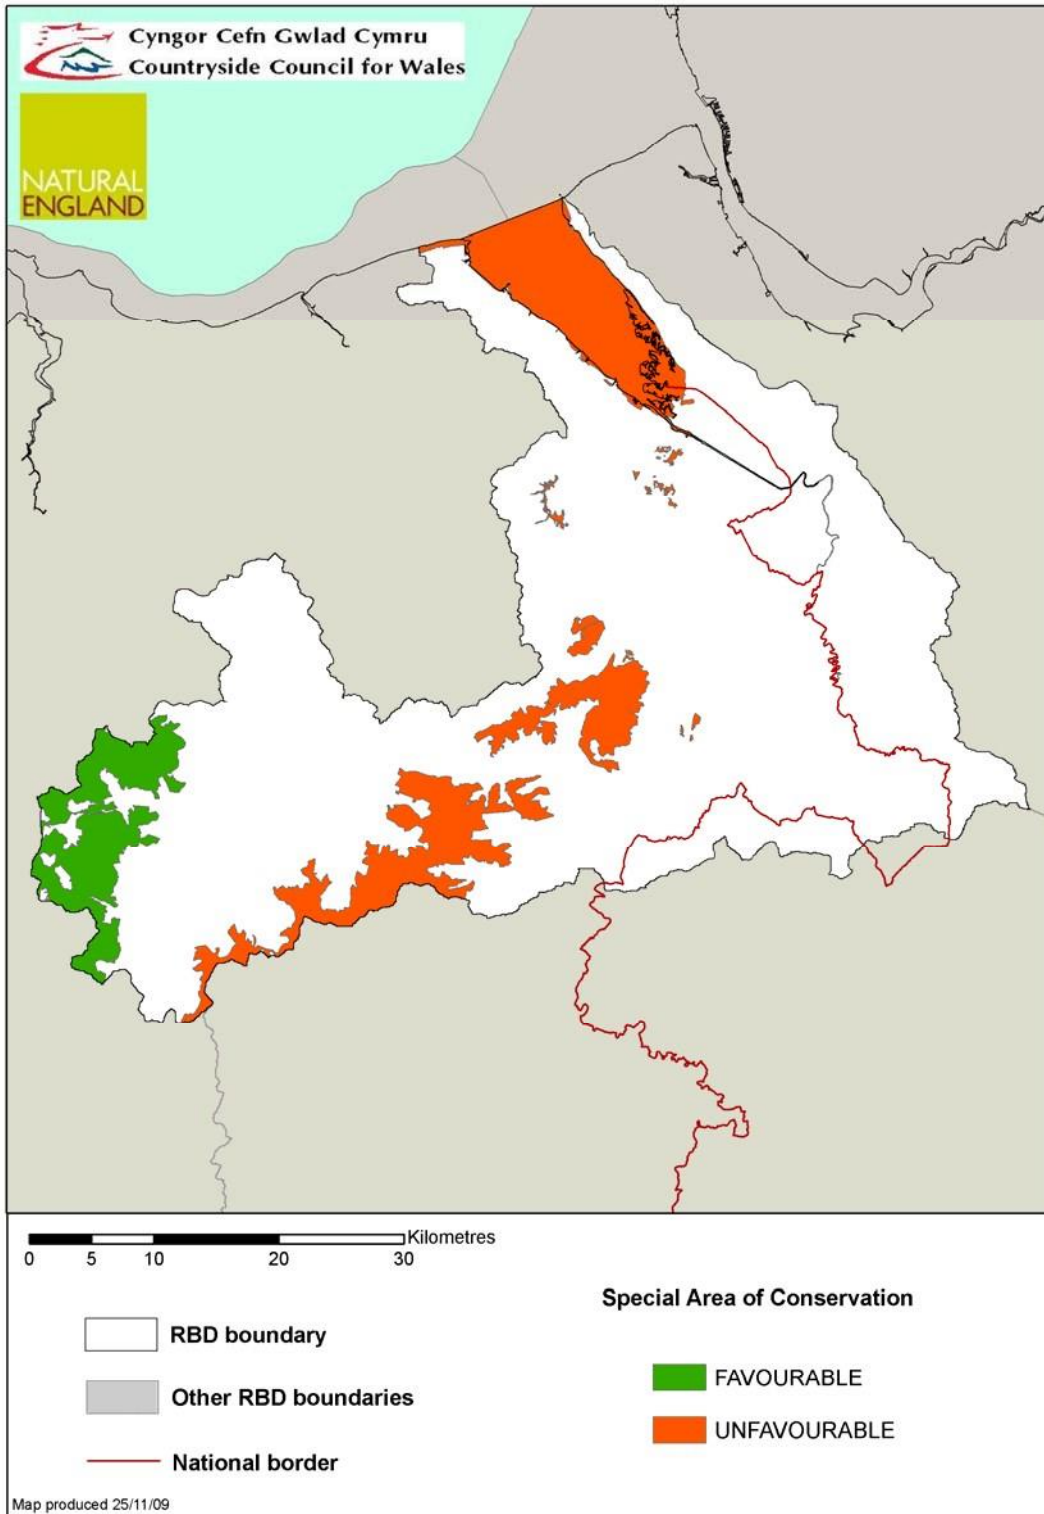 Cyngor Cefn Gwlad Cymru
Countryside Council for Wales
NATURAL
ENGLAND
Kilometres
0 5 10 20 30
Special Area of Conservation
RBD boundary
FAVOURABLE
Other RBD boundaries
UNFAVOURABLE
National border
Map produced 25/11/09